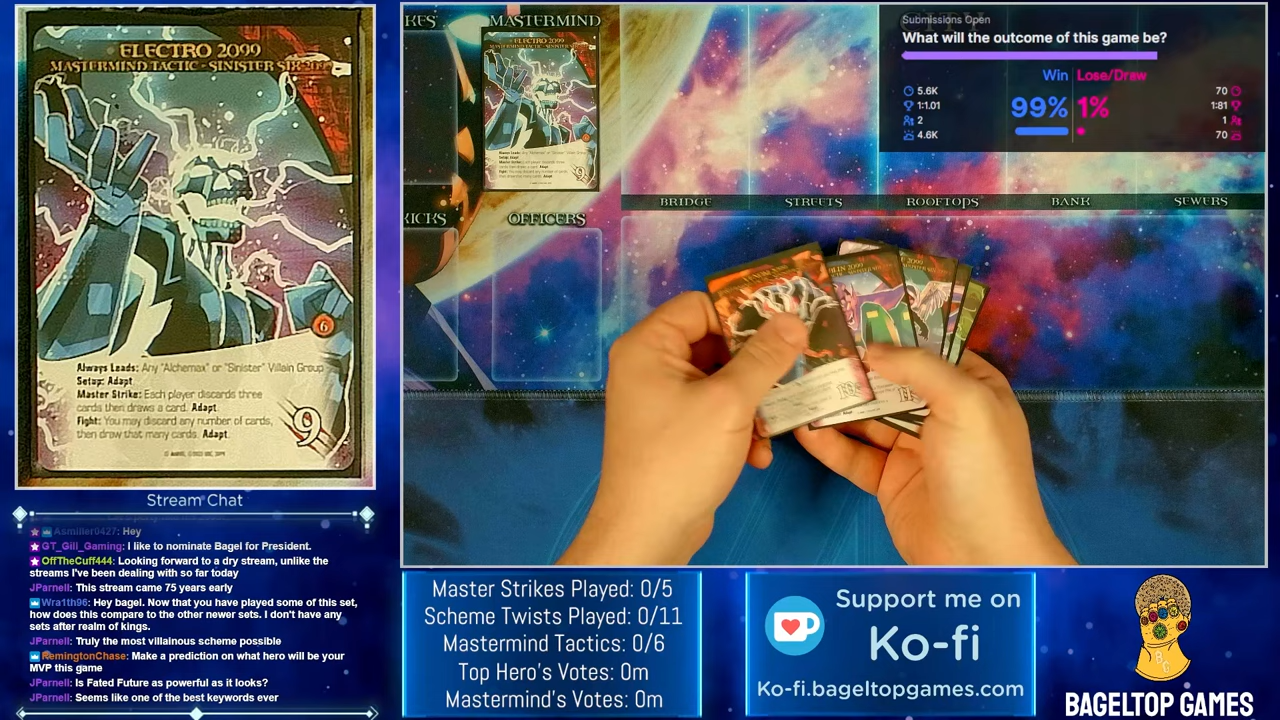 ELECTRO 2099
MASTERMIND TACTIC - SINISTER SIX 2099
6
Always Leads: Any "Alchemax" or "Sinister" Villain Group
Setup: Adapt.
Master Strike: Each player discards three
cards then draws a card. Adapt.
Fight: You may discard any number of cards,
then draw that many cards. Adapt.
9
Stream Chat
Asmiller0427: Hey
GT_Gill_Gaming: I like to nominate Bagel for President.
OffTheCuff444: Looking forward to a dry stream, unlike the
streams I've been dealing with so far today
JParnell: This stream came 75 years early
Wra1th96: Hey bagel. Now that you have played some of this set,
how does this compare to the other newer sets. I don't have any
sets after realm of kings.
JParnell: Truly the most villainous scheme possible
RemingtonChase: Make a prediction on what hero will be your
MVP this game
JParnell: Is Fated Future as powerful as it looks?
JParnell: Seems like one of the best keywords ever
MASTERMIND
ELECTRO 2099
9
OFFICERS
BRIDGE
STREETS
ROOFTOPS
BANK
SEWERS
Submissions Open
What will the outcome of this game be?
Win
Lose/Draw
5.6K
1:1.01
2
4.6K
99%
1%
70
1:81
1
70
Master Strikes Played: 0/5
Scheme Twists Played: 0/11
Mastermind Tactics: 0/6
Top Hero's Votes: 0m
Mastermind's Votes: 0m
Support me on
Ko-fi
Ko-fi.bageltopgames.com
BG
BAGELTOP GAMES